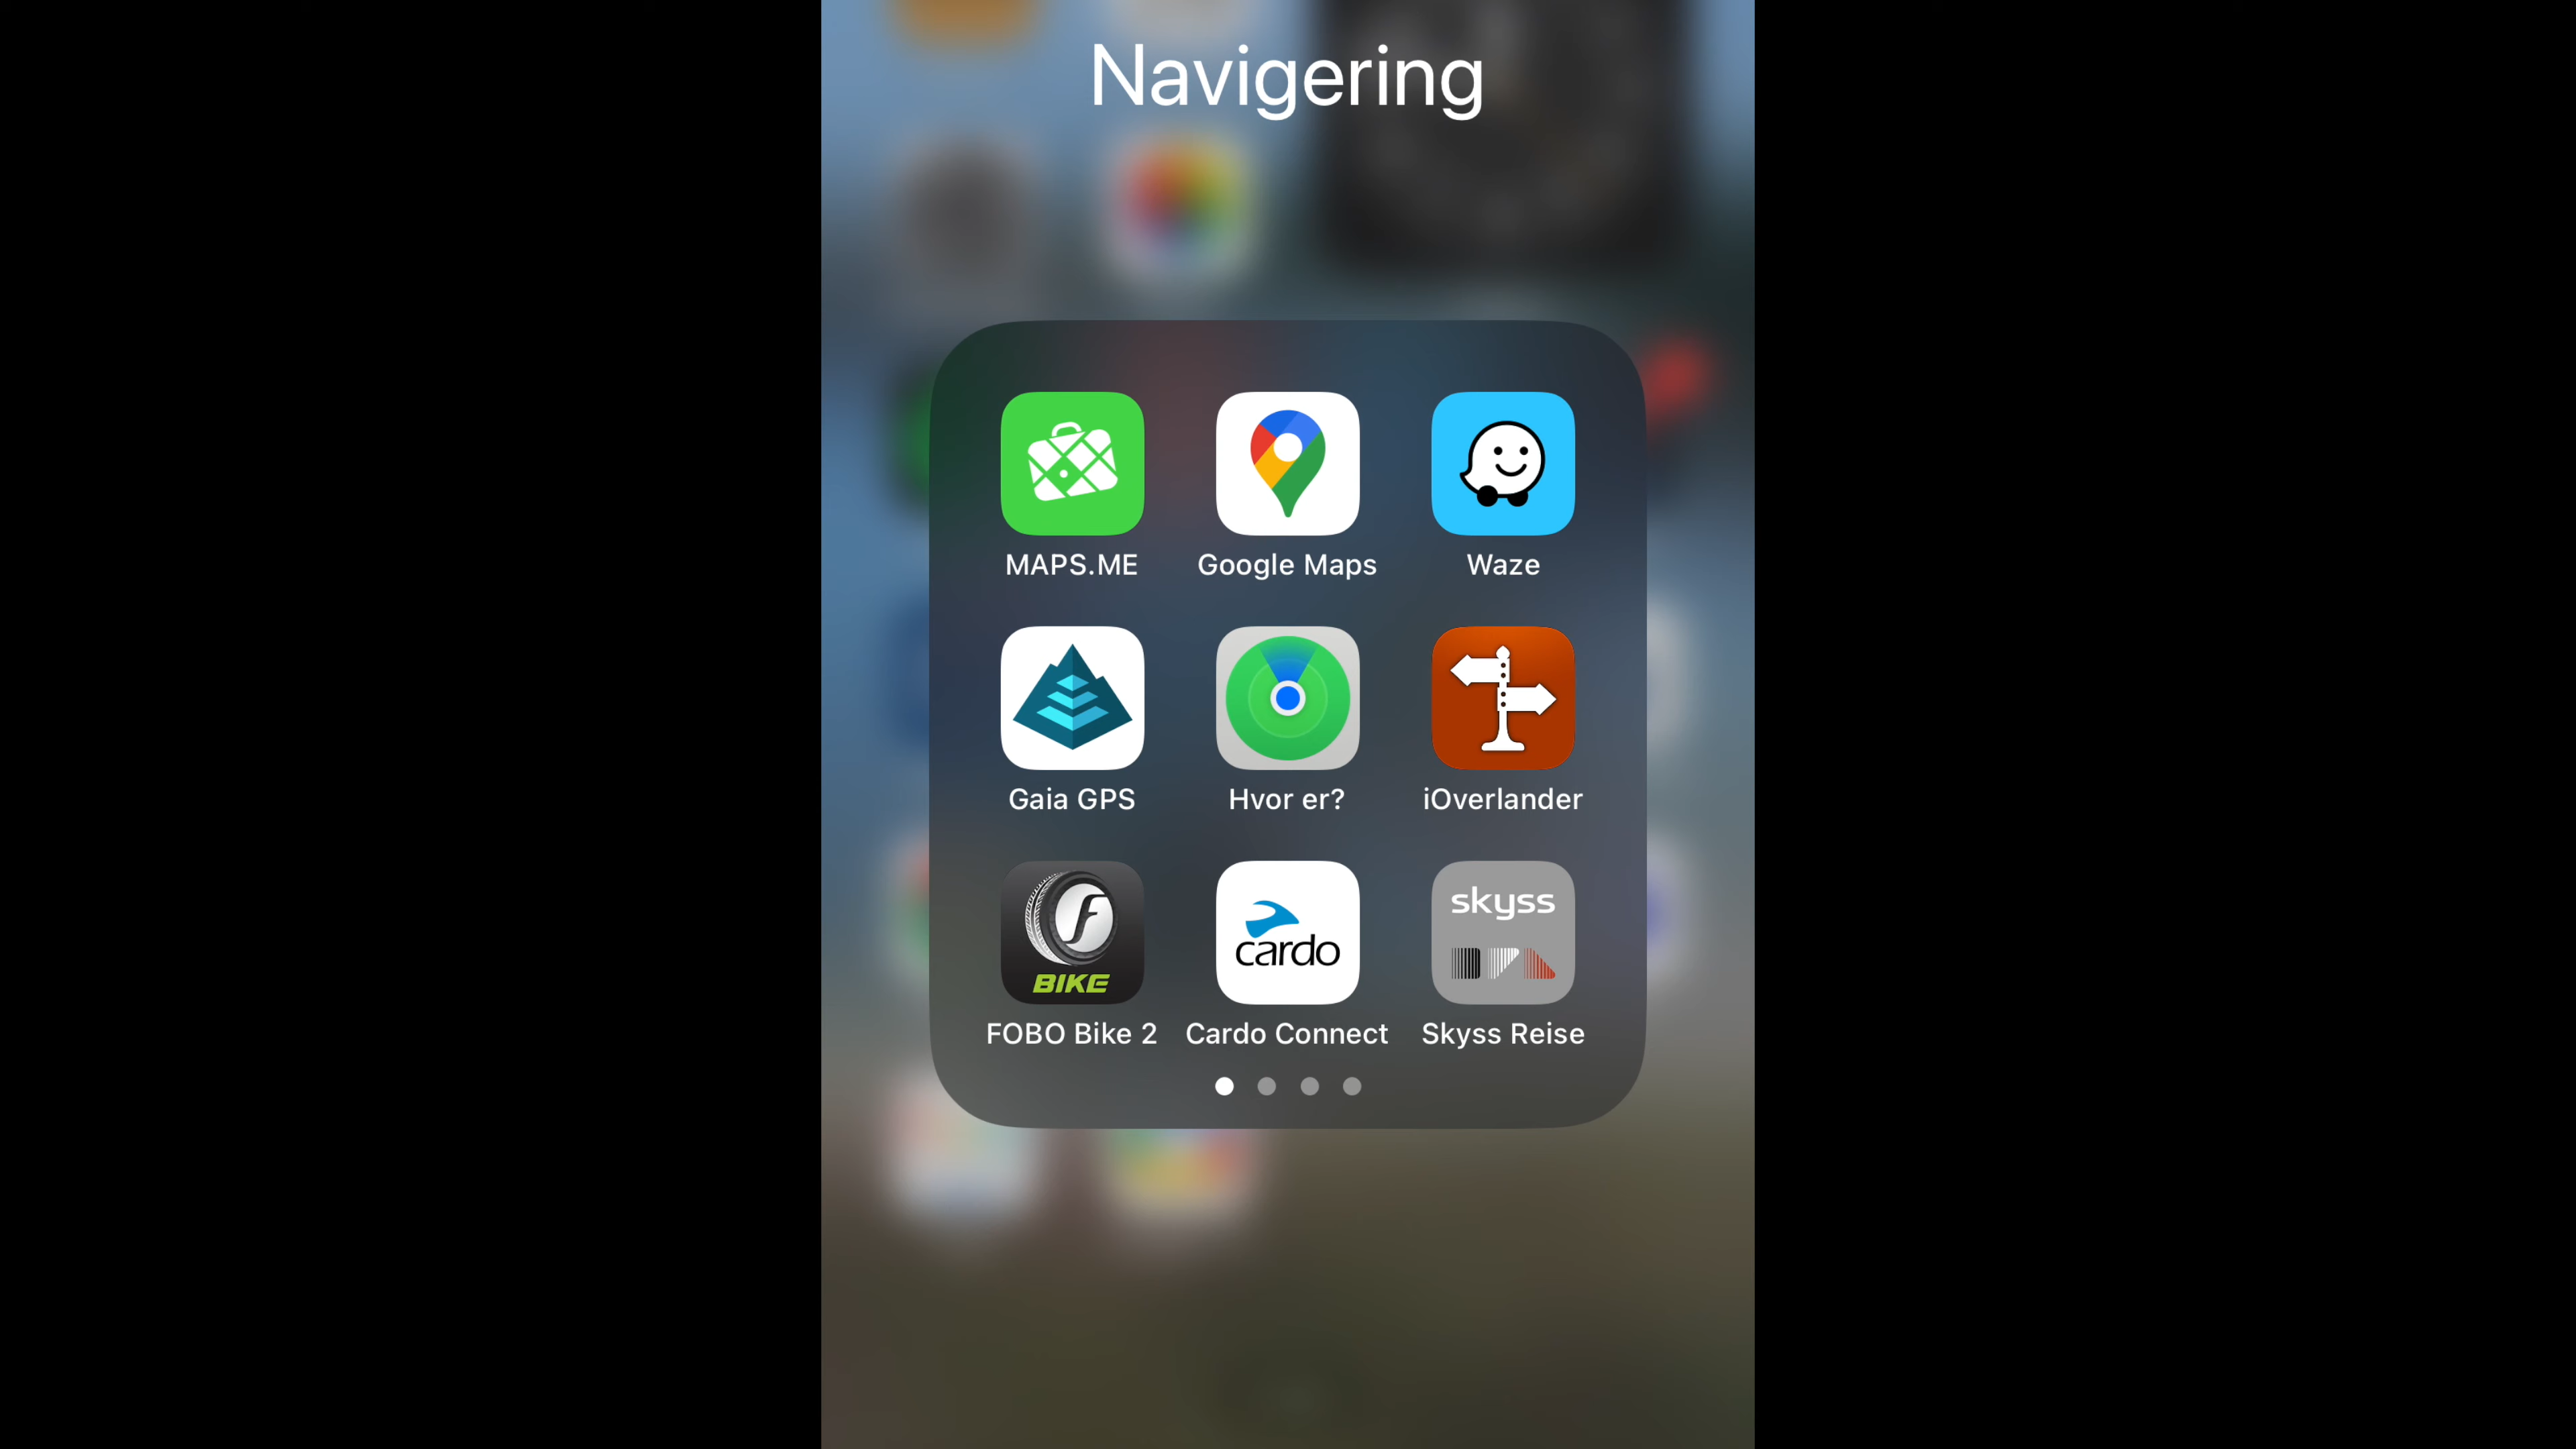 Navigering
MAPS.ME
Google Maps
Waze
Gaia GPS
Hvor er?
iOverlander
F
BIKE
cardo
skyss
FOBO Bike 2
Cardo Connect
Skyss Reise